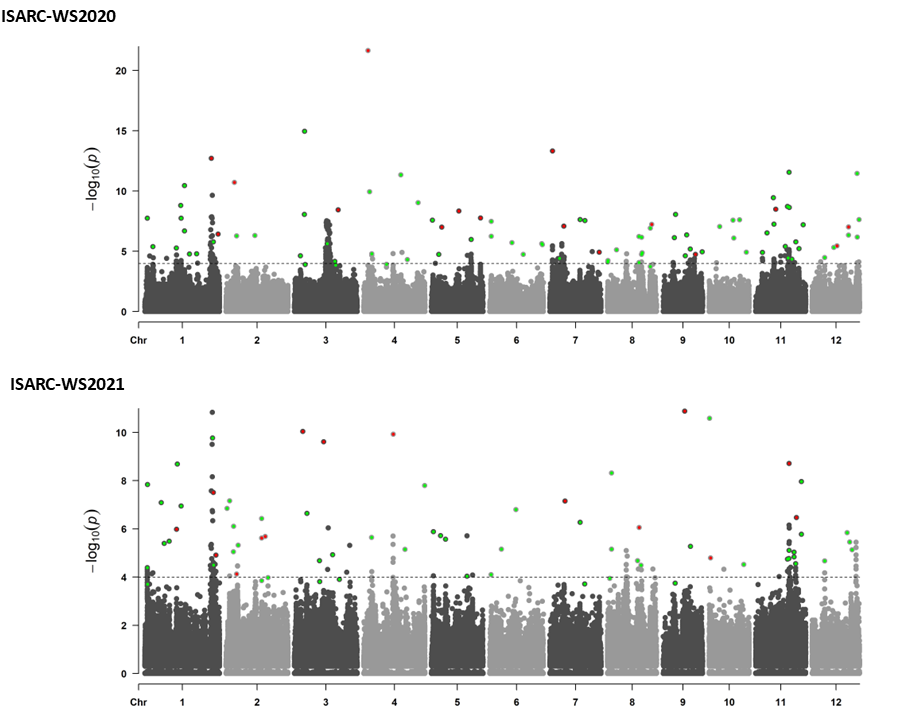 ISARC-WS2020
−log10(p)
20
15
10
5
0
Chr 1 2 3 4 5 6 7 8 9 10 11 12
ISARC-WS2021
−log10(p)
10
8
6
4
2
0
Chr 1 2 3 4 5 6 7 8 9 10 11 12